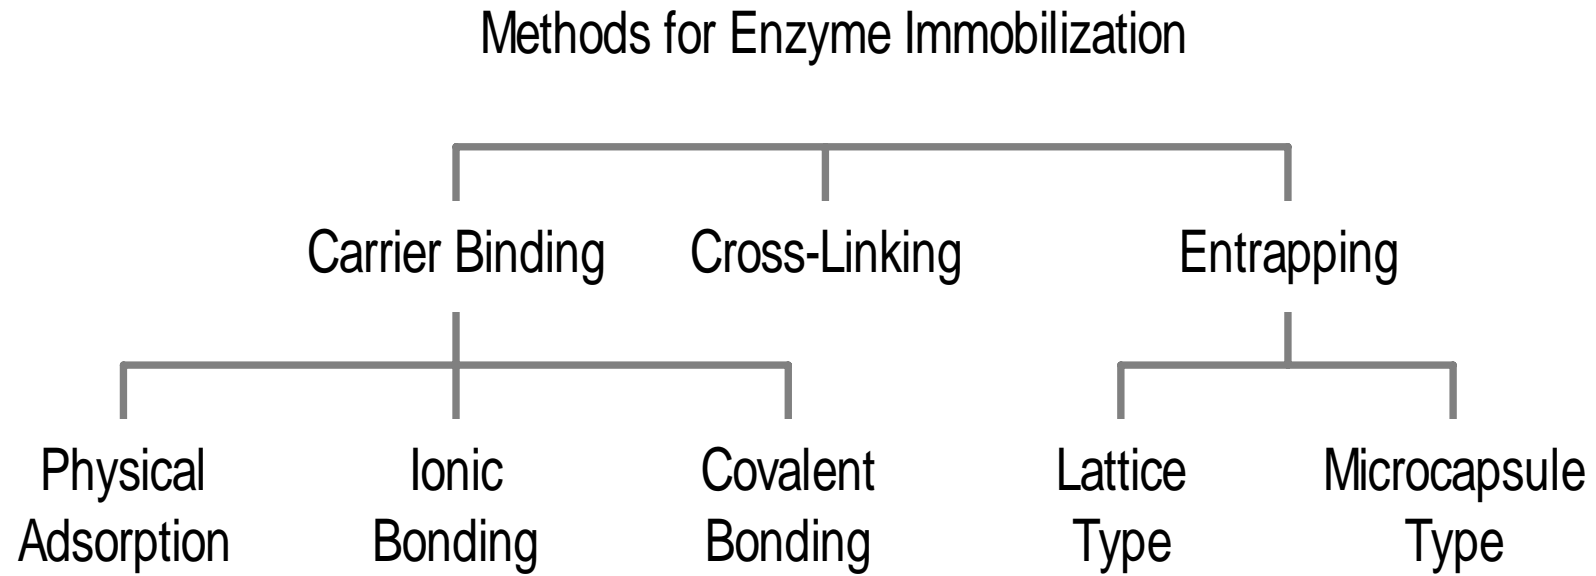 Methods for Enzyme Immobilization
Carrier Binding
Cross-Linking
Entrapping
Physical
Adsorption
Ionic
Bonding
Covalent
Bonding
Lattice
Type
Microcapsule
Type